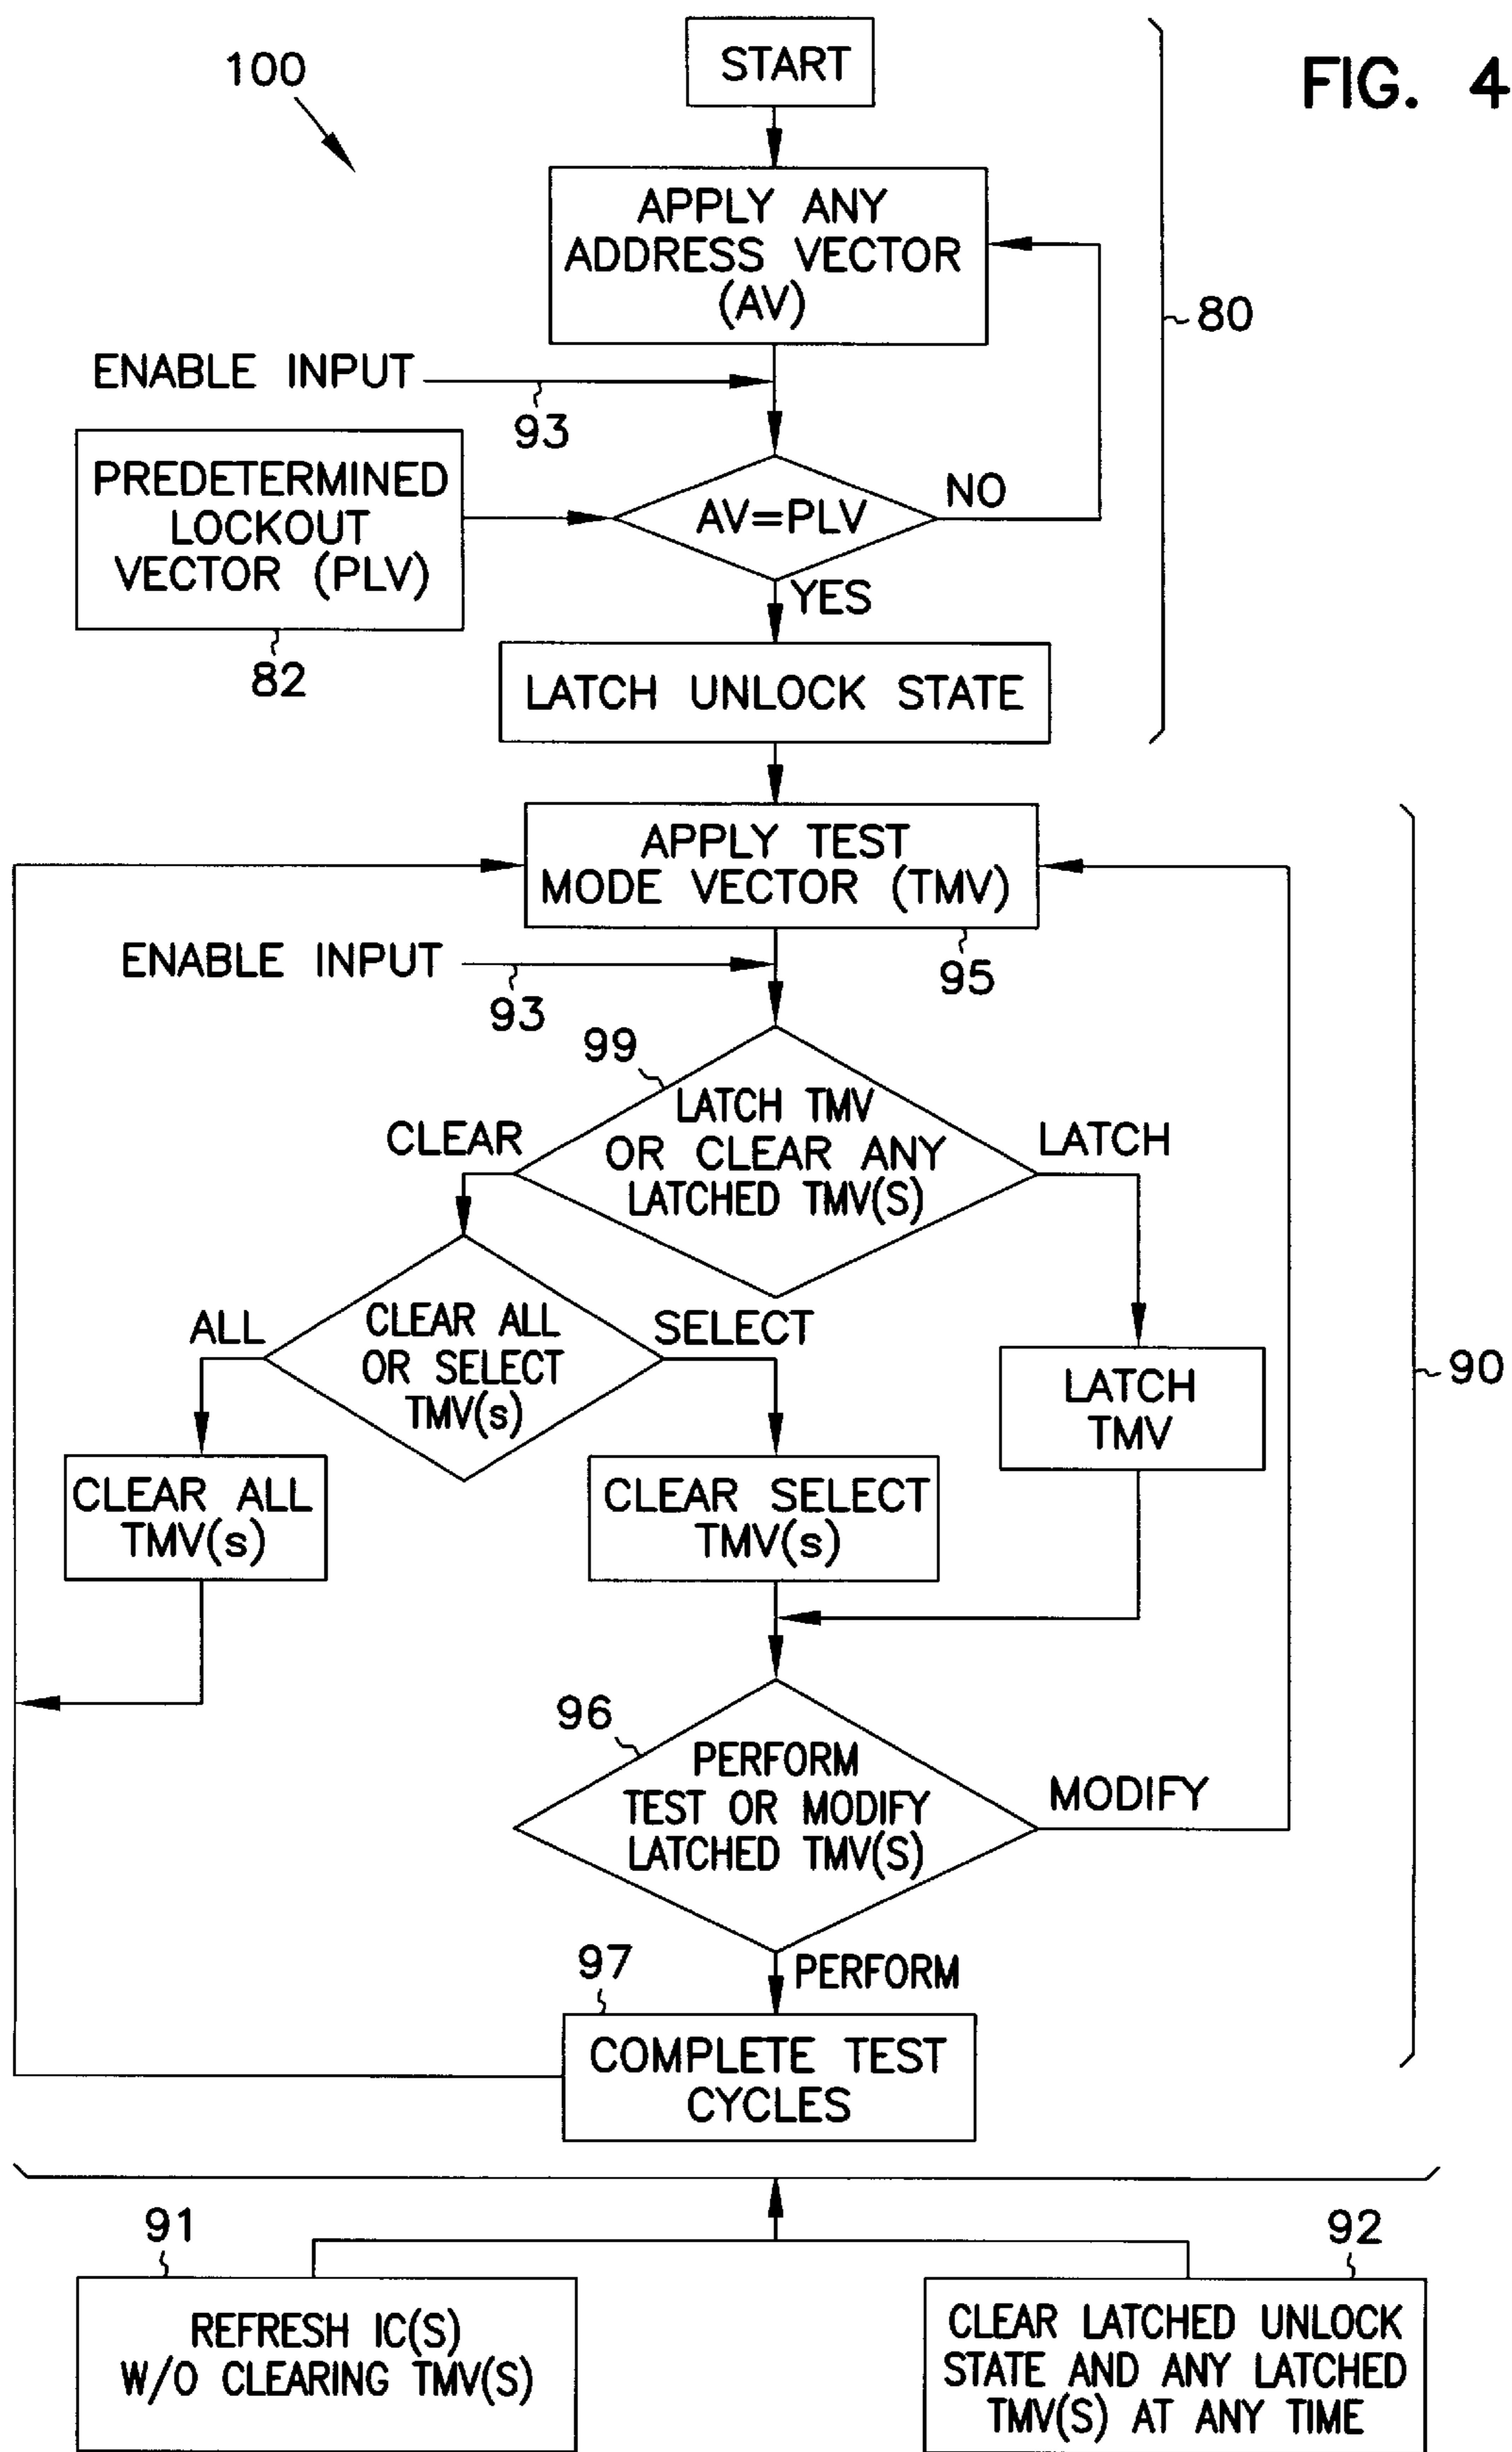 FIG. 4
100
START
APPLY ANY
ADDRESS VECTOR
(AV)
80
ENABLE INPUT
93
PREDETERMINED
LOCKOUT
VECTOR (PLV)
82
AV=PLV
NO
YES
LATCH UNLOCK STATE
APPLY TEST
MODE VECTOR (TMV)
95
ENABLE INPUT
93
99
LATCH TMV
OR CLEAR ANY
LATCHED TMV(S)
CLEAR
LATCH
CLEAR ALL
OR SELECT
TMV(s)
ALL
SELECT
LATCH
TMV
90
CLEAR ALL
TMV(s)
CLEAR SELECT
TMV(s)
96
PERFORM
TEST OR MODIFY
LATCHED TMV(S)
MODIFY
PERFORM
97
COMPLETE TEST
CYCLES
91
REFRESH IC(S)
W/O CLEARING TMV(S)
92
CLEAR LATCHED UNLOCK
STATE AND ANY LATCHED
TMV(S) AT ANY TIME